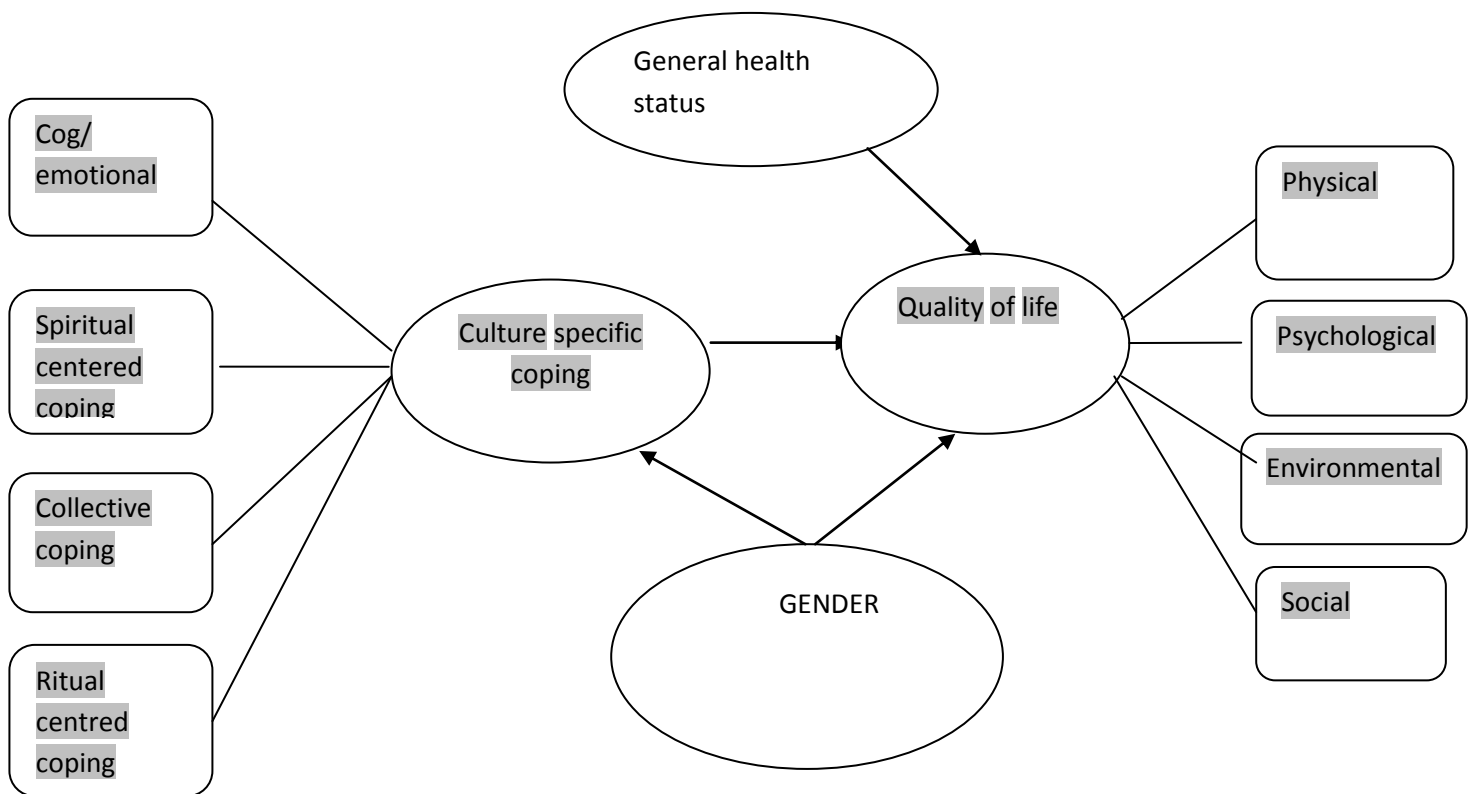 General health
status
Cog/
emotional
Spiritual
centered
coping
Collective
coping
Ritual
centred
coping
Culture specific
coping
Quality of life
GENDER
Physical
Psychological
Environmental
Social